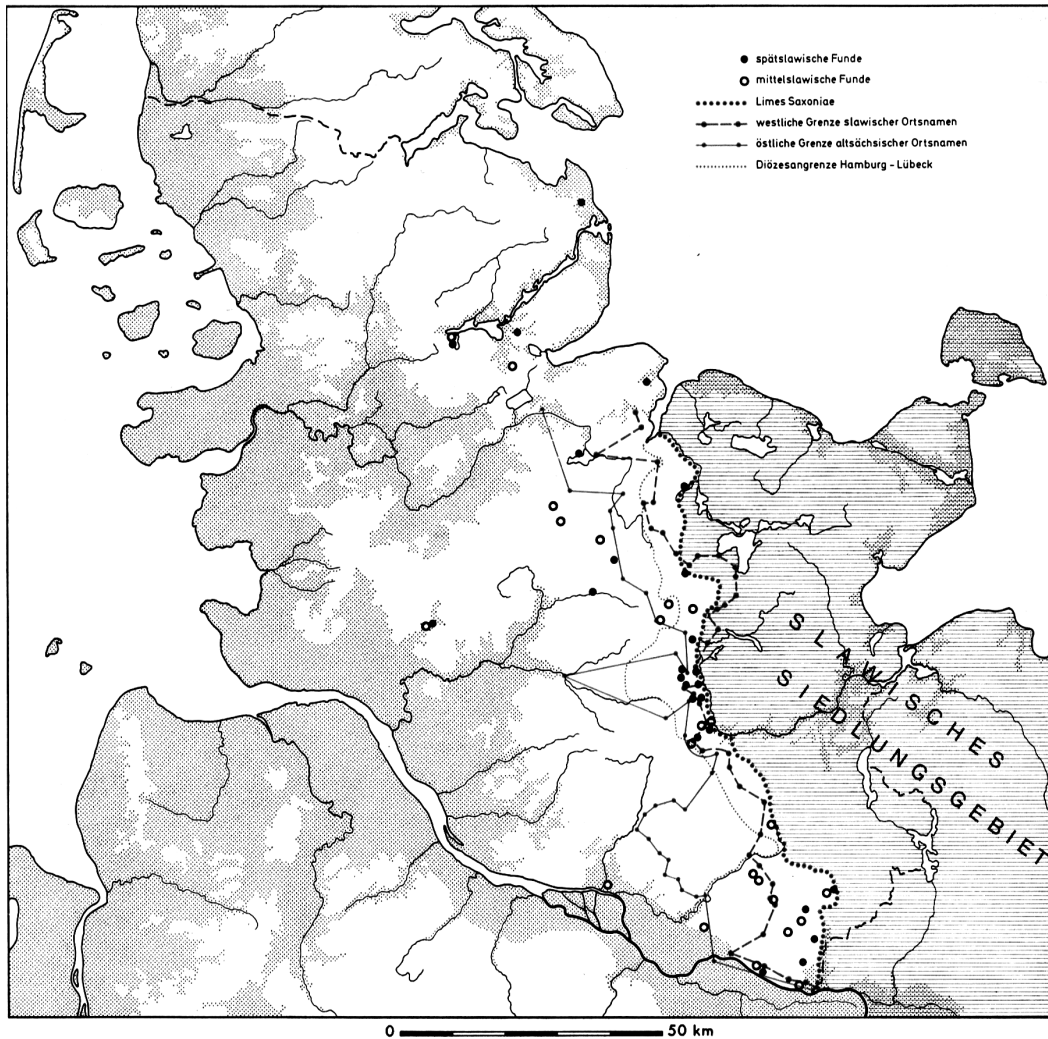 spätslawische Funde
mittelslawische Funde
Limes Saxoniae
westliche Grenze slawischer Ortsnamen
östliche Grenze altsächsischer Ortsnamen
Diözesangrenze Hamburg - Lübeck
SLAWISCHES
SIEDLUNGSGEBIET
0 50 km